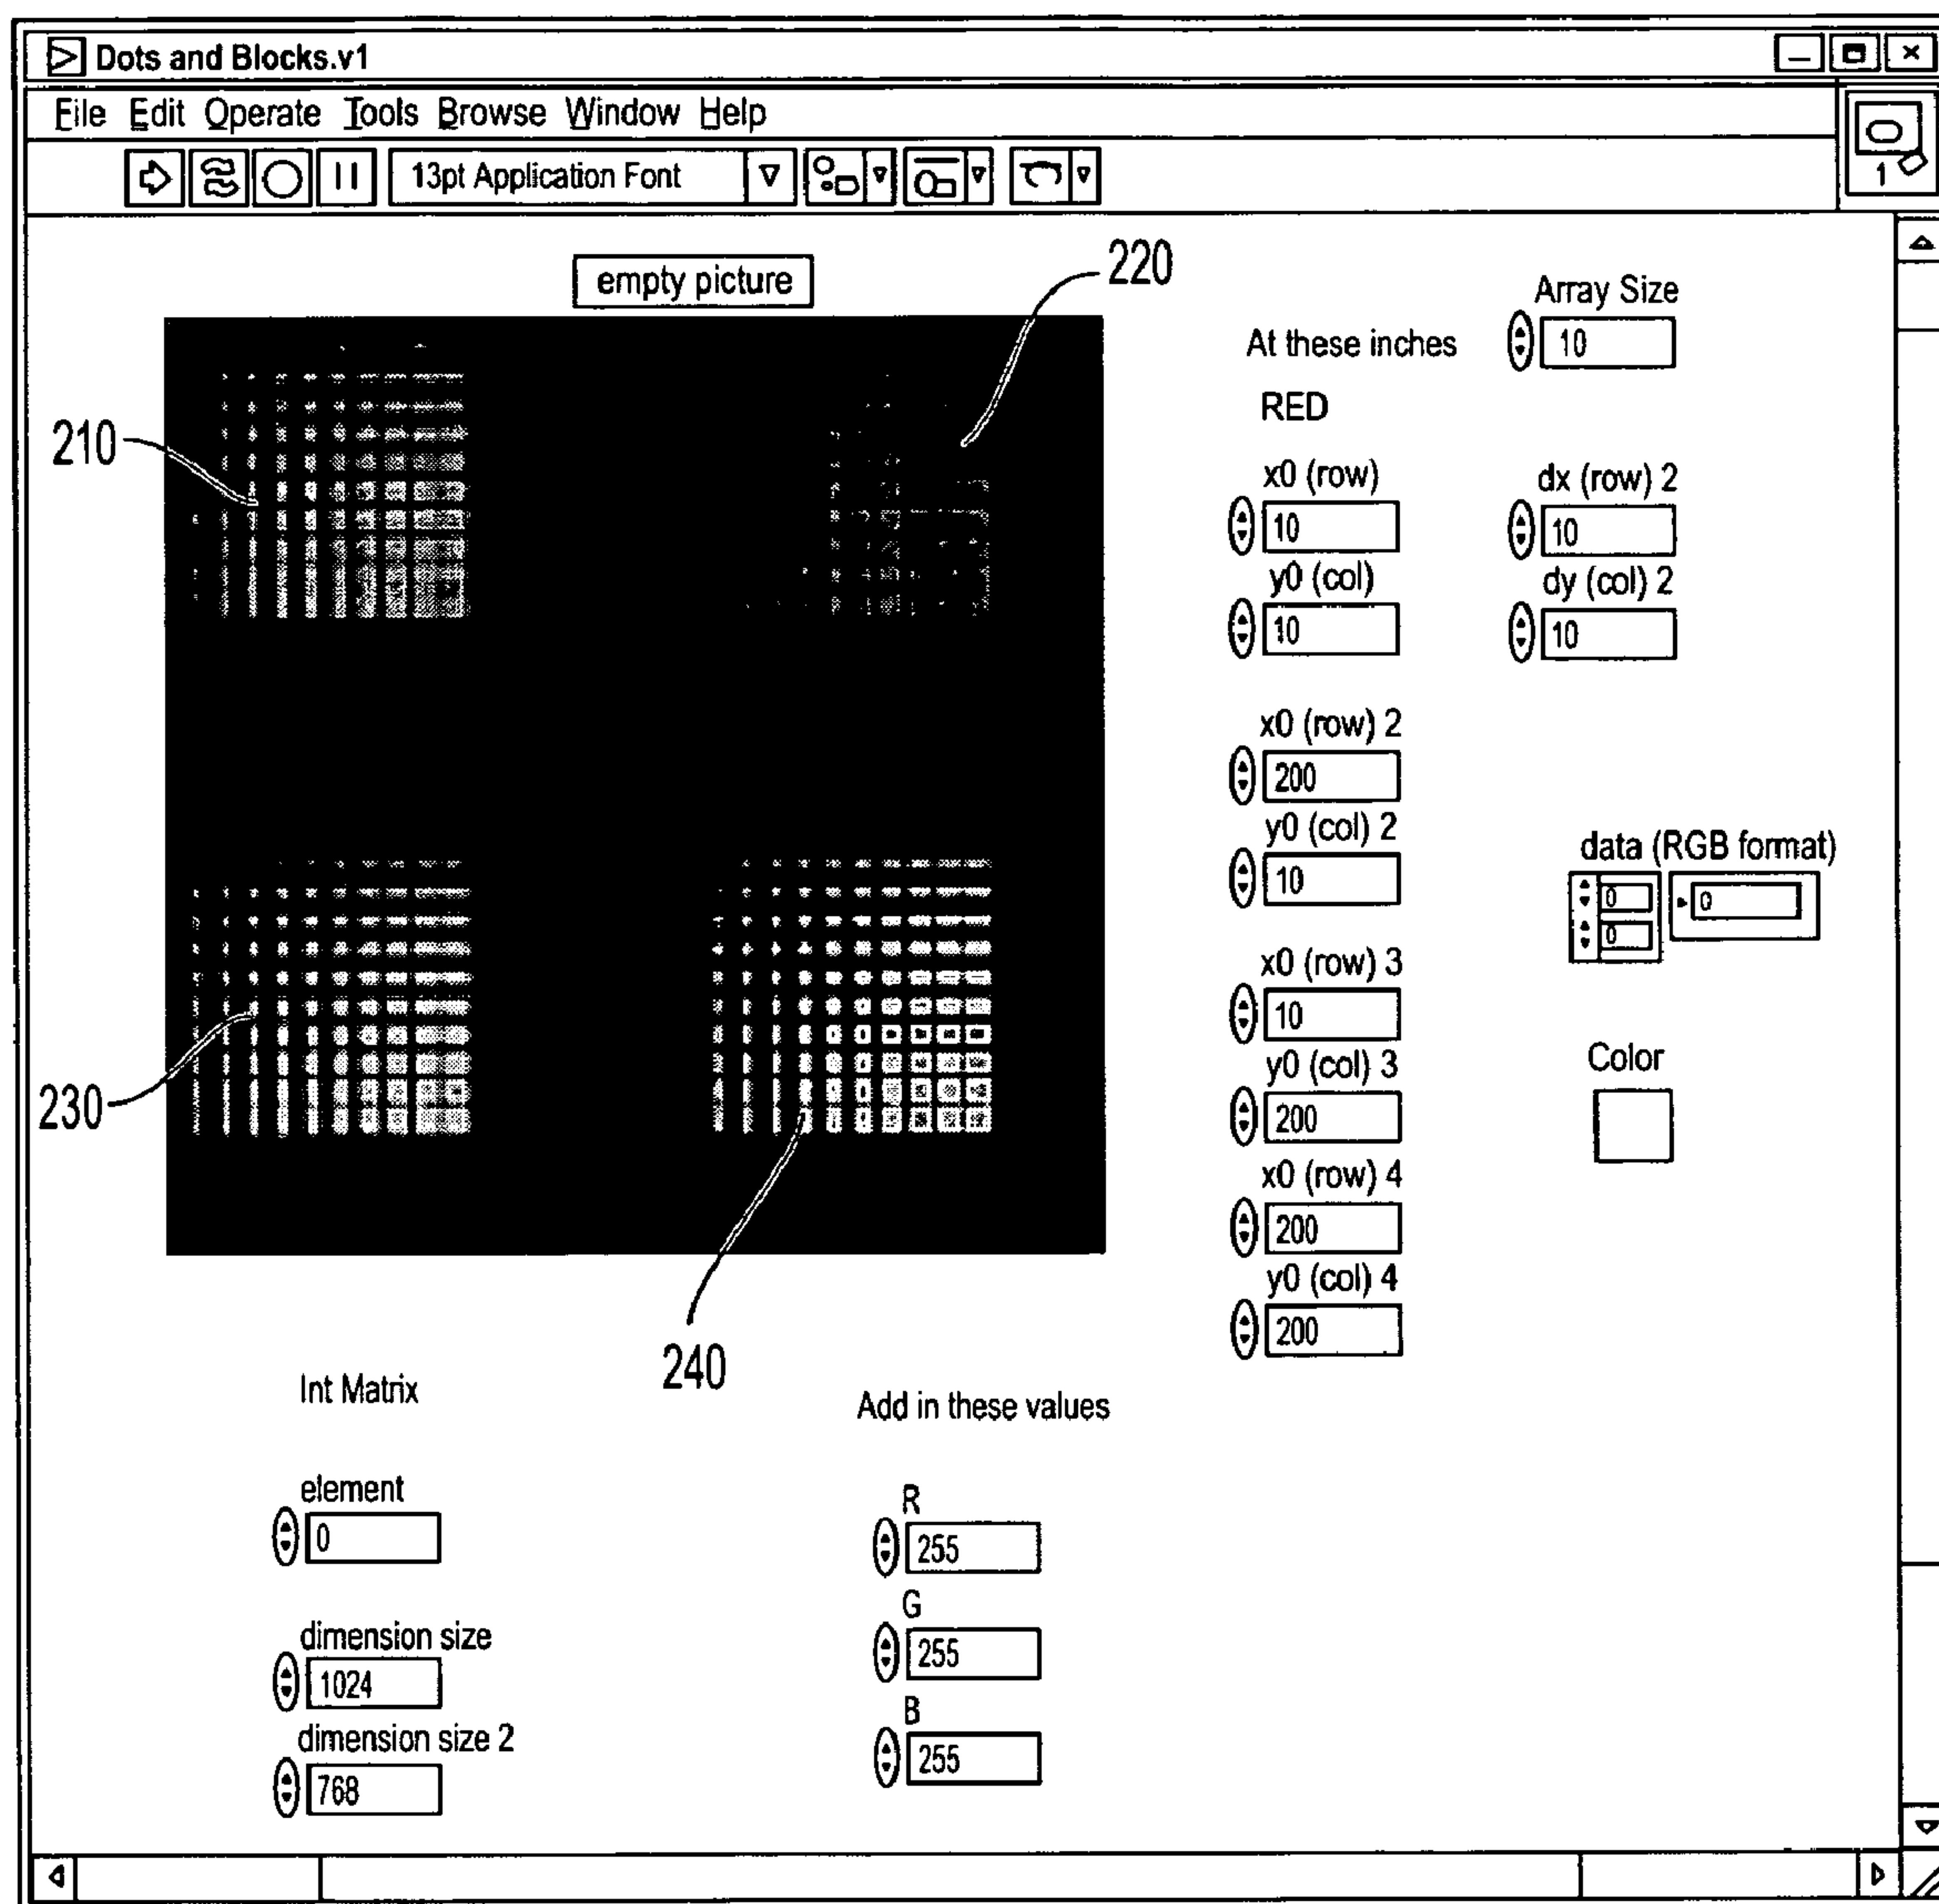 Dots and Blocks.v1
File Edit Operate Tools Browse Window Help
13pt Application Font
1
empty picture
220
Array Size
At these inches
10
RED
210
x0 (row)
dx (row) 2
10
10
y0 (col)
dy (col) 2
10
10
x0 (row) 2
200
y0 (col) 2
10
data (RGB format)
0
0
0
x0 (row) 3
10
y0 (col) 3
200
Color
230
x0 (row) 4
200
y0 (col) 4
200
240
Int Matrix
Add in these values
element
0
R
255
G
255
dimension size
1024
B
255
dimension size 2
768